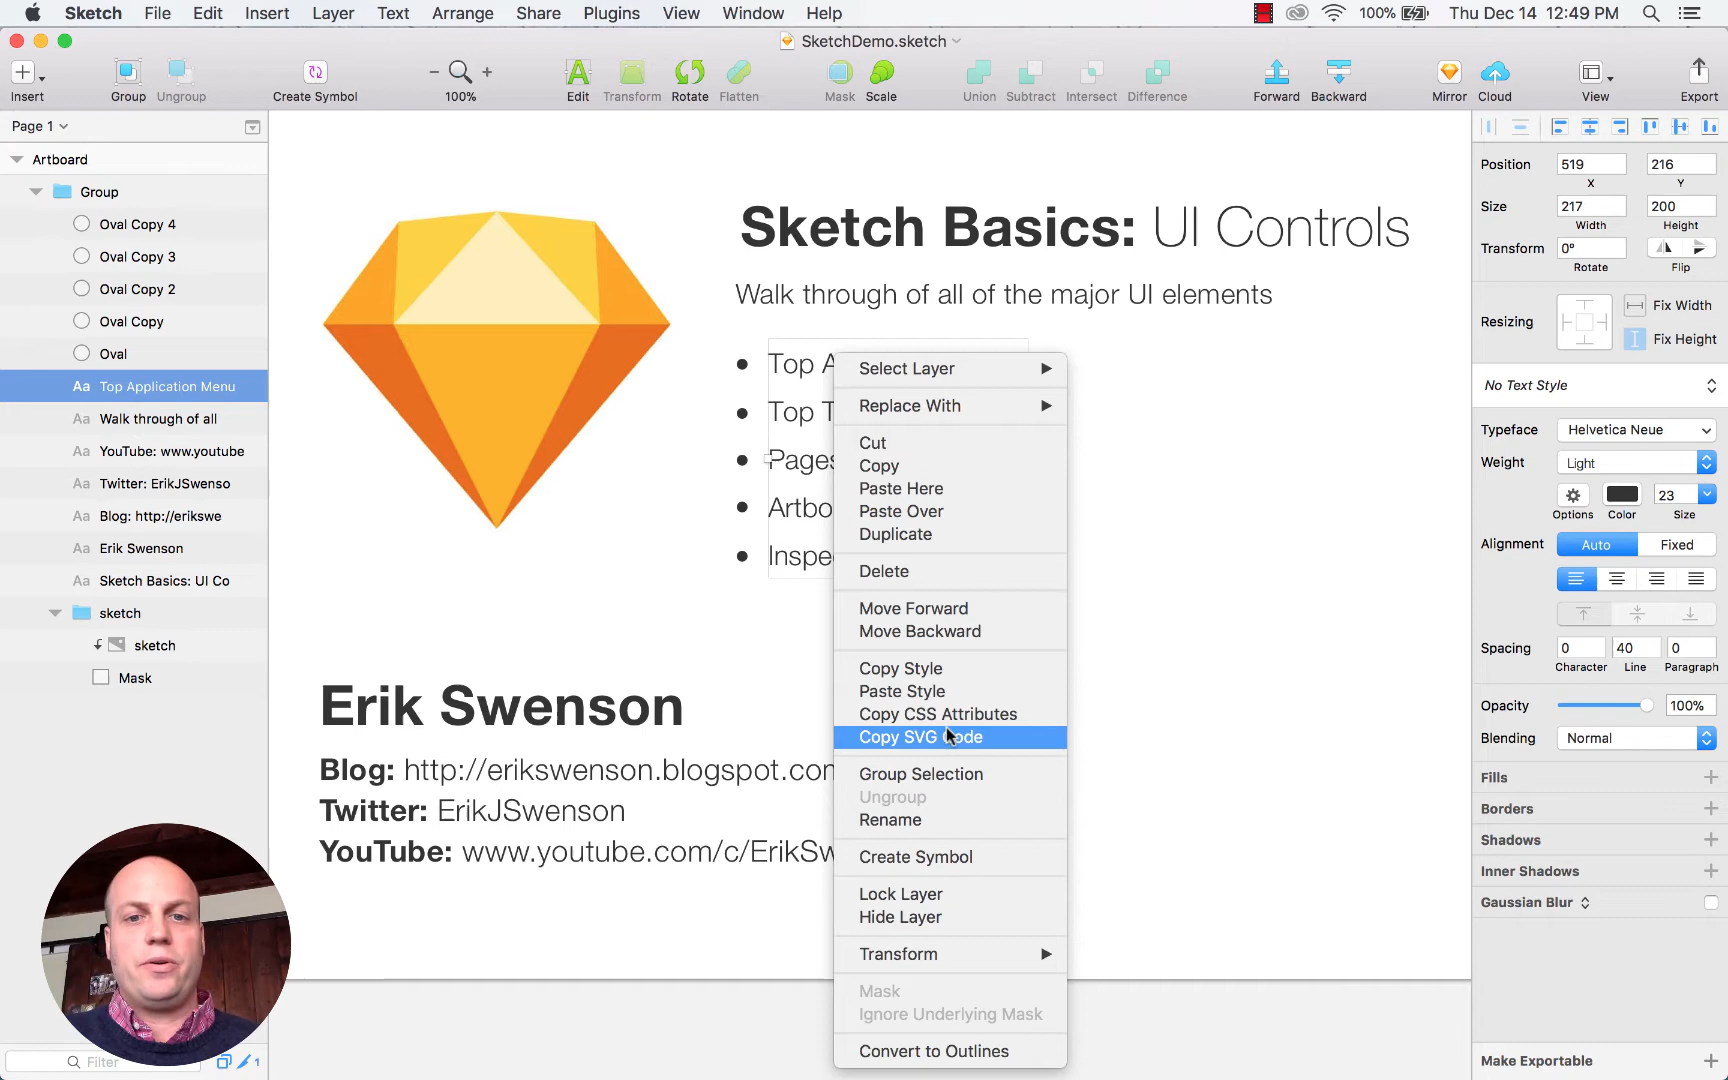 Sketch File Edit Insert Layer Text Arrange Share Plugins View Window Help 100% Thu Dec 14 12:49 PM
SketchDemo.sketch
Insert Group Ungroup Create Symbol 100% Edit Transform Rotate Flatten Mask Scale Union Subtract Intersect Difference Forward Backward Mirror Cloud View Export
Page 1
Artboard
Group
Oval Copy 4
Oval Copy 3
Oval Copy 2
Oval Copy
Oval
Aa Top Application Menu
Aa Walk through of all
Aa YouTube: www.youtube
Aa Twitter: ErikJSwenso
Aa Blog: http://erikswe
Aa Erik Swenson
Aa Sketch Basics: UI Co
sketch
sketch
Mask
Filter
1
Sketch Basics: UI Controls
Walk through of all of the major UI elements
• Top A
• Top T
• Pages
• Artbo
• Inspe
Erik Swenson
Blog: http://erikswenson.blogspot.com
Twitter: ErikJSwenson
YouTube: www.youtube.com/c/ErikSw
Select Layer
Replace With
Cut
Copy
Paste Here
Paste Over
Duplicate
Delete
Move Forward
Move Backward
Copy Style
Paste Style
Copy CSS Attributes
Copy SVG Code
Group Selection
Ungroup
Rename
Create Symbol
Lock Layer
Hide Layer
Transform
Mask
Ignore Underlying Mask
Convert to Outlines
Position 519 216
X Y
Size 217 200
Width Height
Transform 0°
Rotate Flip
Resizing Fix Width
Fix Height
No Text Style
Typeface Helvetica Neue
Weight Light
23
Options Color Size
Alignment Auto Fixed
Spacing 0 40 0
Character Line Paragraph
Opacity 100%
Blending Normal
Fills
Borders
Shadows
Inner Shadows
Gaussian Blur
Make Exportable